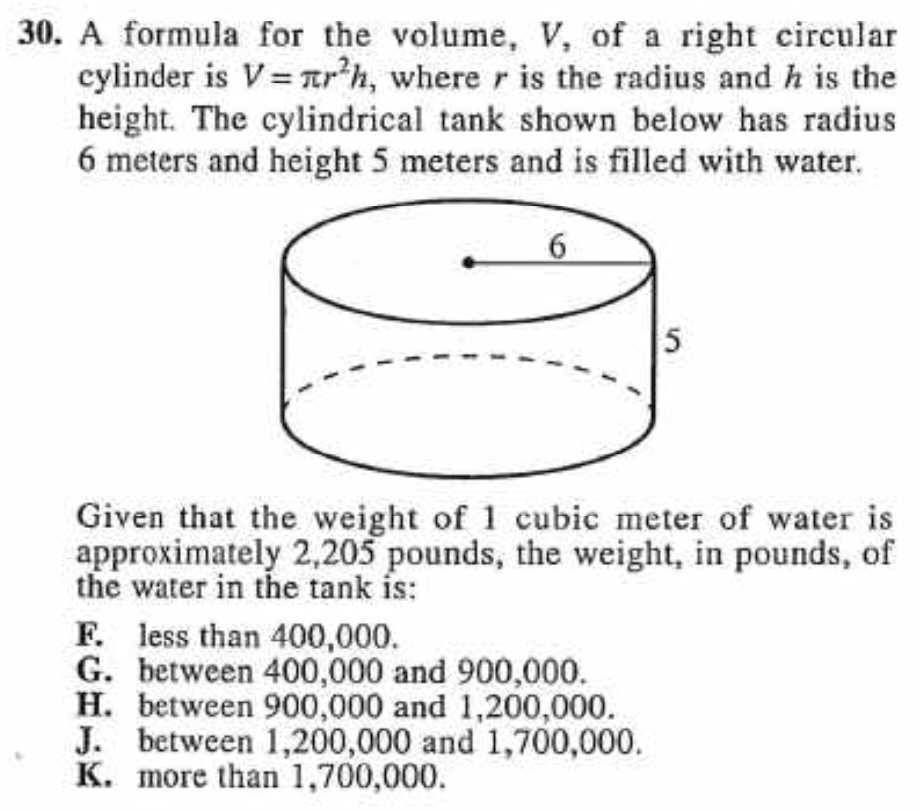 30. A formula for the volume, V, of a right circular
cylinder is V = πr²h, where r is the radius and h is the
height. The cylindrical tank shown below has radius
6 meters and height 5 meters and is filled with water.
6
5
Given that the weight of 1 cubic meter of water is
approximately 2,205 pounds, the weight, in pounds, of
the water in the tank is:
F. less than 400,000.
G. between 400,000 and 900,000.
H. between 900,000 and 1,200,000.
J. between 1,200,000 and 1,700,000.
K. more than 1,700,000.